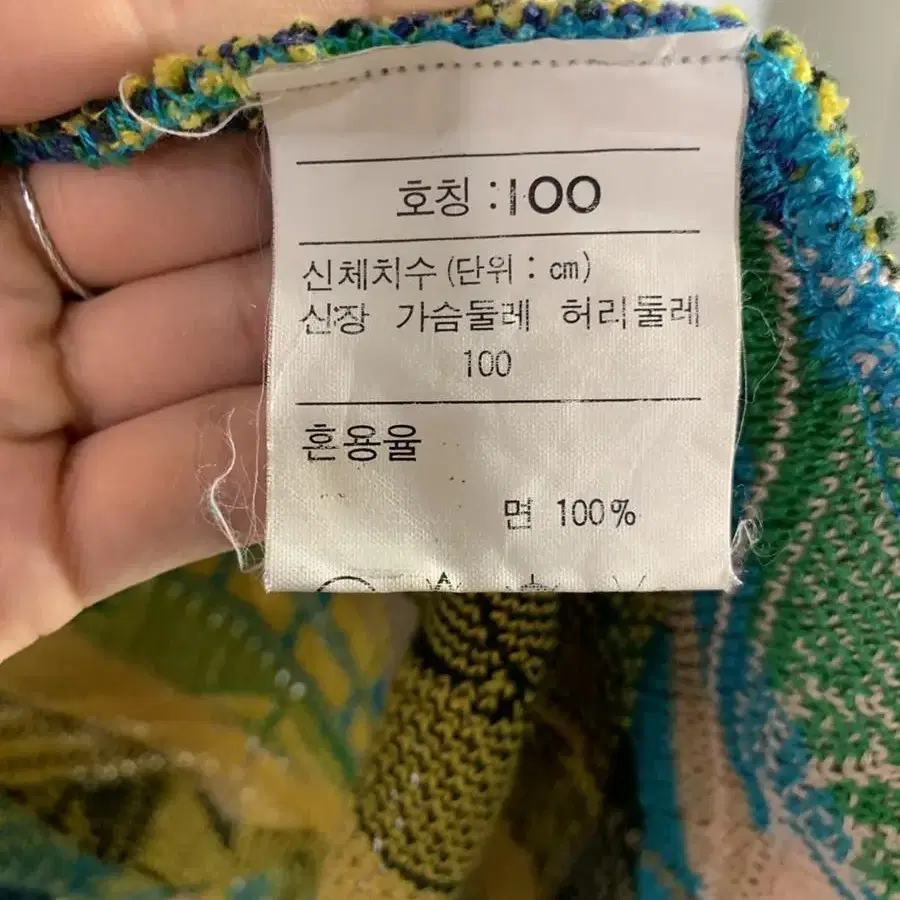 호칭 : 100
신체치수 (단위 : cm)
신장 가슴둘레 허리둘레
100
혼용율
면 100%